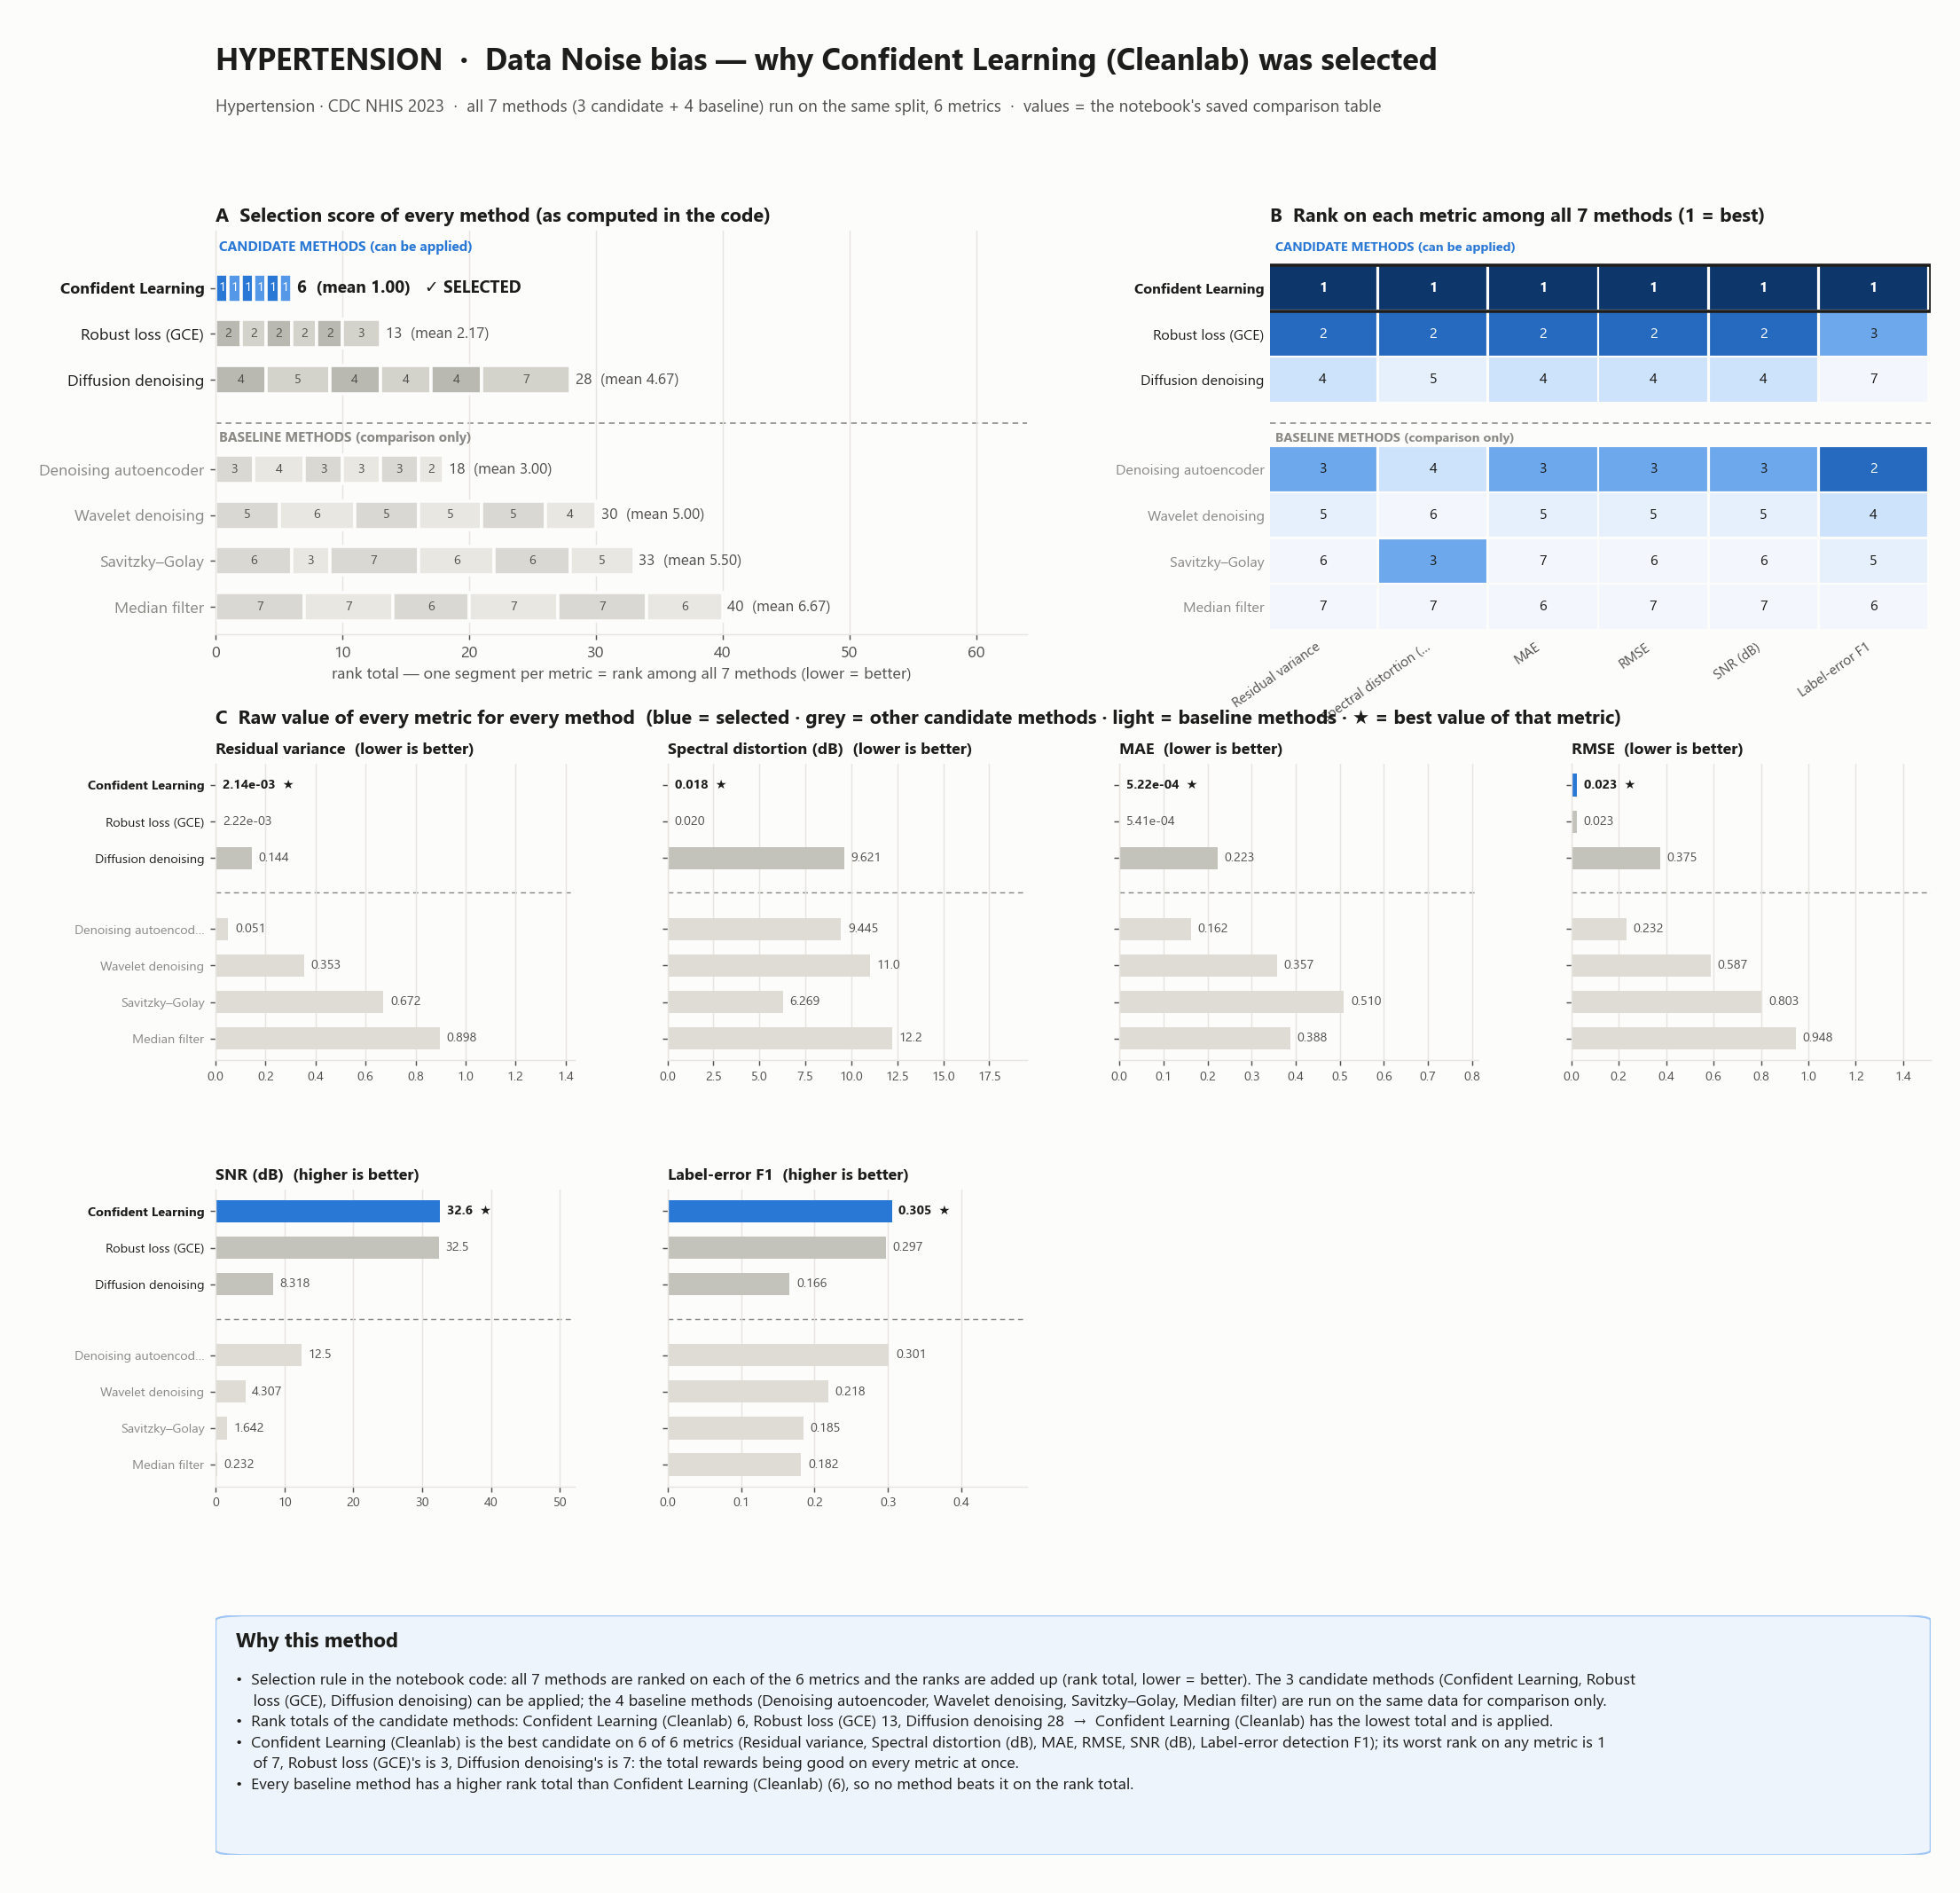 HYPERTENSION · Data Noise bias — why Confident Learning (Cleanlab) was selected
Hypertension · CDC NHIS 2023 · all 7 methods (3 candidate + 4 baseline) run on the same split, 6 metrics · values = the notebook's saved comparison table
A Selection score of every method (as computed in the code)
CANDIDATE METHODS (can be applied)
Confident Learning 1 1 1 1 1 1 6 (mean 1.00) ✓ SELECTED
Robust loss (GCE) 2 2 2 2 2 3 13 (mean 2.17)
Diffusion denoising 4 5 4 4 4 7 28 (mean 4.67)
BASELINE METHODS (comparison only)
Denoising autoencoder 3 4 3 3 3 2 18 (mean 3.00)
Wavelet denoising 5 6 5 5 5 4 30 (mean 5.00)
Savitzky–Golay 6 3 7 6 6 5 33 (mean 5.50)
Median filter 7 7 6 7 7 6 40 (mean 6.67)
0 10 20 30 40 50 60
rank total — one segment per metric = rank among all 7 methods (lower = better)
B Rank on each metric among all 7 methods (1 = best)
CANDIDATE METHODS (can be applied)
Confident Learning 1 1 1 1 1 1
Robust loss (GCE) 2 2 2 2 2 3
Diffusion denoising 4 5 4 4 4 7
BASELINE METHODS (comparison only)
Denoising autoencoder 3 4 3 3 3 2
Wavelet denoising 5 6 5 5 5 4
Savitzky–Golay 6 3 7 6 6 5
Median filter 7 7 6 7 7 6
Residual variance Spectral distortion (... MAE RMSE SNR (dB) Label-error F1
C Raw value of every metric for every method (blue = selected · grey = other candidate methods · light = baseline methods · ★ = best value of that metric)
Residual variance (lower is better)
Confident Learning 2.14e-03 ★
Robust loss (GCE) 2.22e-03
Diffusion denoising 0.144
Denoising autoencod... 0.051
Wavelet denoising 0.353
Savitzky–Golay 0.672
Median filter 0.898
0.0 0.2 0.4 0.6 0.8 1.0 1.2 1.4
Spectral distortion (dB) (lower is better)
0.018 ★
0.020
9.621
9.445
11.0
6.269
12.2
0.0 2.5 5.0 7.5 10.0 12.5 15.0 17.5
MAE (lower is better)
5.22e-04 ★
5.41e-04
0.223
0.162
0.357
0.510
0.388
0.0 0.1 0.2 0.3 0.4 0.5 0.6 0.7 0.8
RMSE (lower is better)
0.023 ★
0.023
0.375
0.232
0.587
0.803
0.948
0.0 0.2 0.4 0.6 0.8 1.0 1.2 1.4
SNR (dB) (higher is better)
Confident Learning 32.6 ★
Robust loss (GCE) 32.5
Diffusion denoising 8.318
Denoising autoencod... 12.5
Wavelet denoising 4.307
Savitzky–Golay 1.642
Median filter 0.232
0 10 20 30 40 50
Label-error F1 (higher is better)
0.305 ★
0.297
0.166
0.301
0.218
0.185
0.182
0.0 0.1 0.2 0.3 0.4
Why this method
• Selection rule in the notebook code: all 7 methods are ranked on each of the 6 metrics and the ranks are added up (rank total, lower = better). The 3 candidate methods (Confident Learning, Robust
loss (GCE), Diffusion denoising) can be applied; the 4 baseline methods (Denoising autoencoder, Wavelet denoising, Savitzky–Golay, Median filter) are run on the same data for comparison only.
• Rank totals of the candidate methods: Confident Learning (Cleanlab) 6, Robust loss (GCE) 13, Diffusion denoising 28 → Confident Learning (Cleanlab) has the lowest total and is applied.
• Confident Learning (Cleanlab) is the best candidate on 6 of 6 metrics (Residual variance, Spectral distortion (dB), MAE, RMSE, SNR (dB), Label-error detection F1); its worst rank on any metric is 1
of 7, Robust loss (GCE)'s is 3, Diffusion denoising's is 7: the total rewards being good on every metric at once.
• Every baseline method has a higher rank total than Confident Learning (Cleanlab) (6), so no method beats it on the rank total.